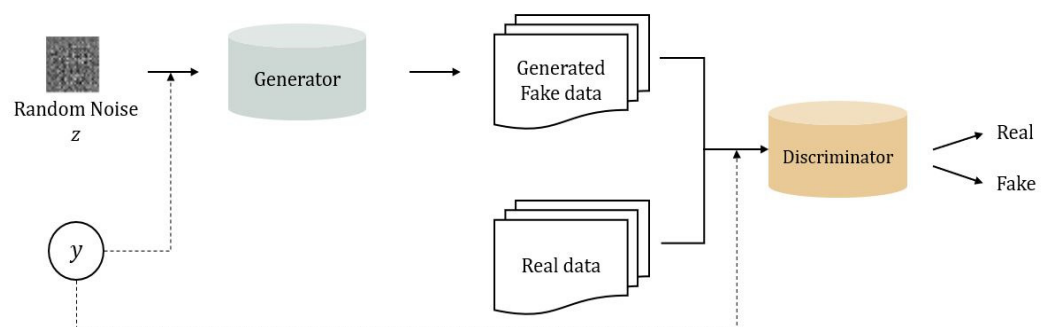 Random Noise
z
Generator
Generated
Fake data
Discriminator
Real
Fake
y
Real data